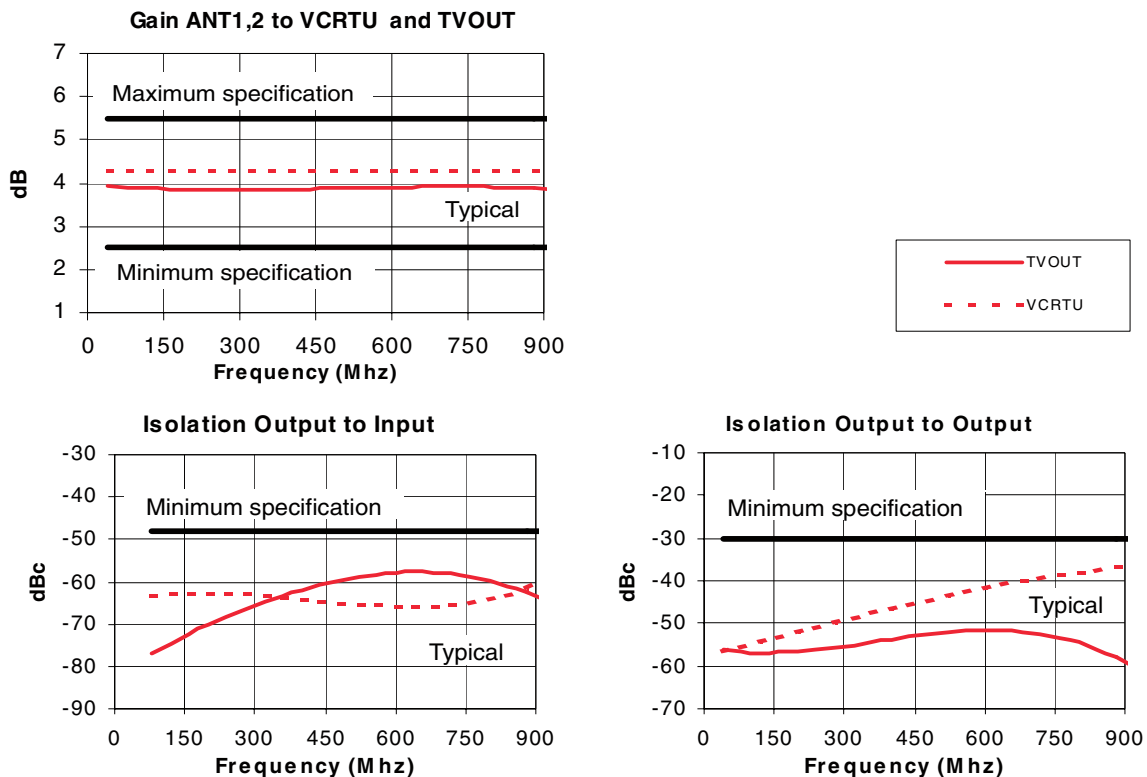 Gain ANT1,2 to VCRTU and TVOUT
7
6
5
4
3
2
1
dB
Maximum specification
Typical
Minimum specification
0 150 300 450 600 750 900
Frequency (Mhz)
TVOUT
VCRTU
Isolation Output to Input
-30
-40
-50
-60
-70
-80
-90
dBc
Minimum specification
Typical
0 150 300 450 600 750 900
Frequency (Mhz)
Isolation Output to Output
-10
-20
-30
-40
-50
-60
-70
dBc
Minimum specification
Typical
0 150 300 450 600 750 900
Frequency (Mhz)